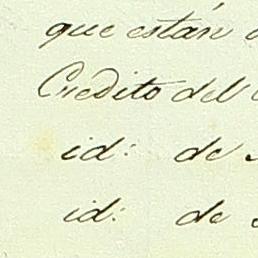 que están
Credito del
id: de
id: de